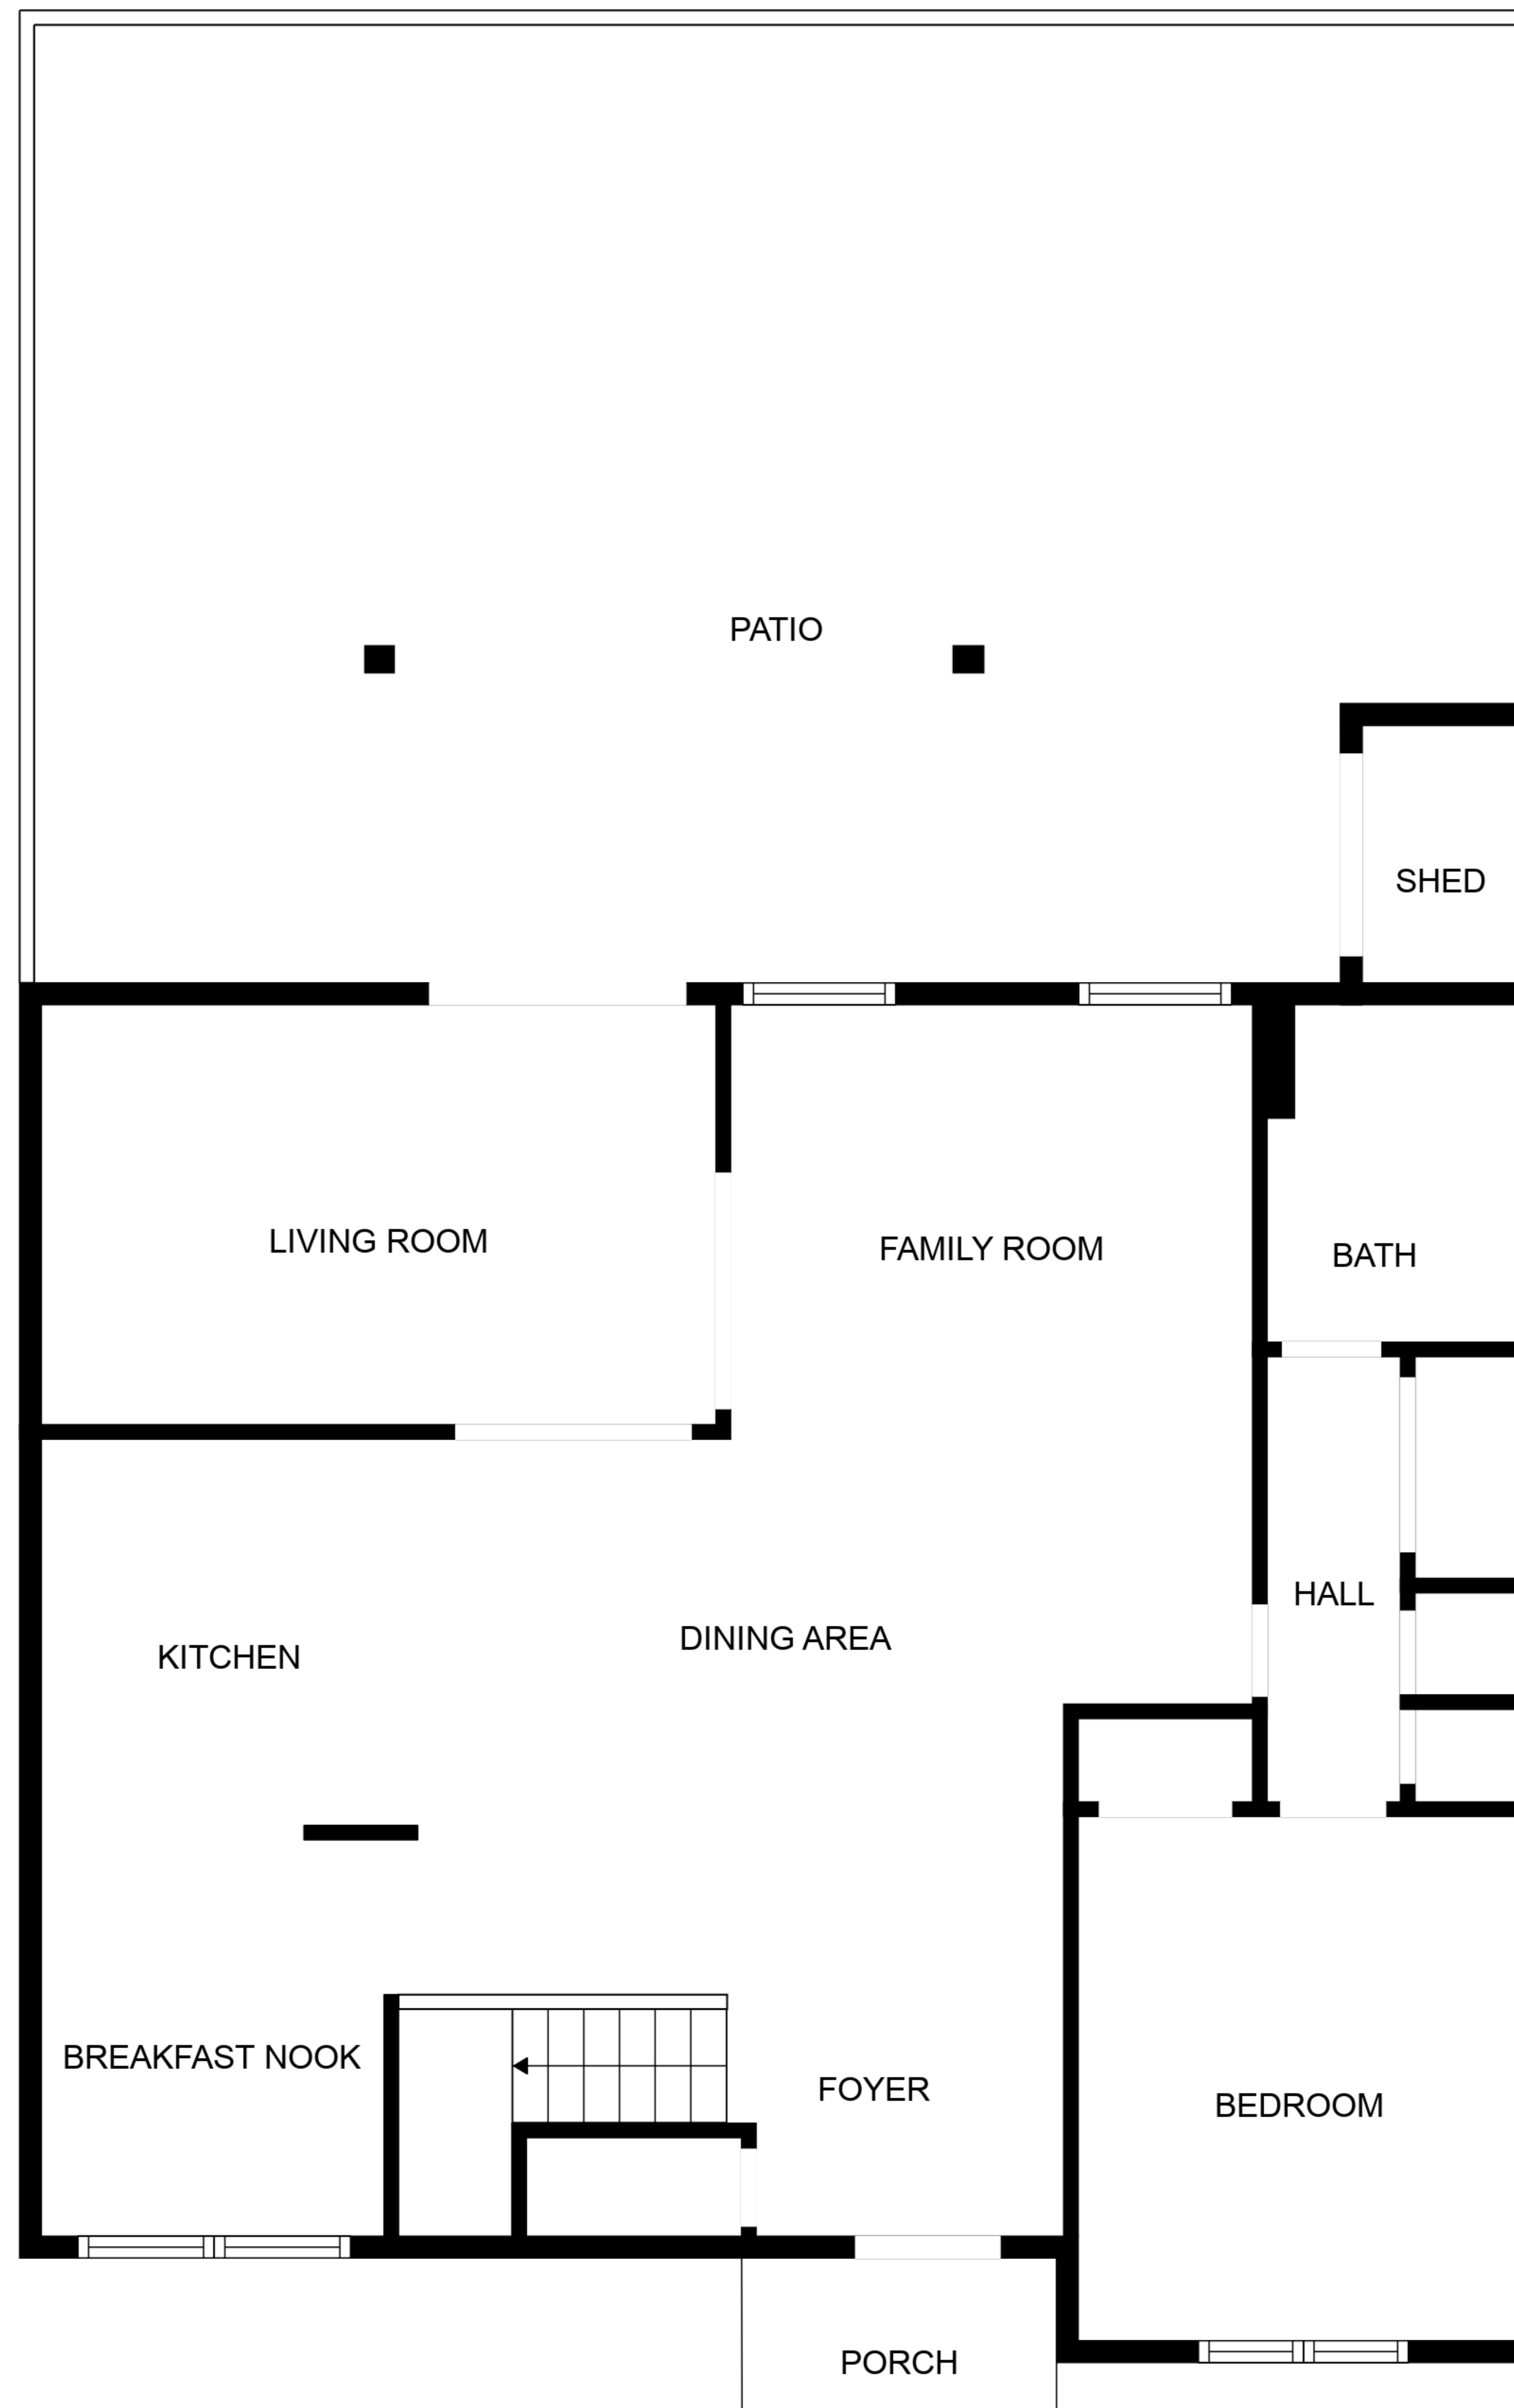 PATIO
SHED
LIVING ROOM
FAMILY ROOM
BATH
HALL
DINING AREA
KITCHEN
BREAKFAST NOOK
FOYER
BEDROOM
PORCH